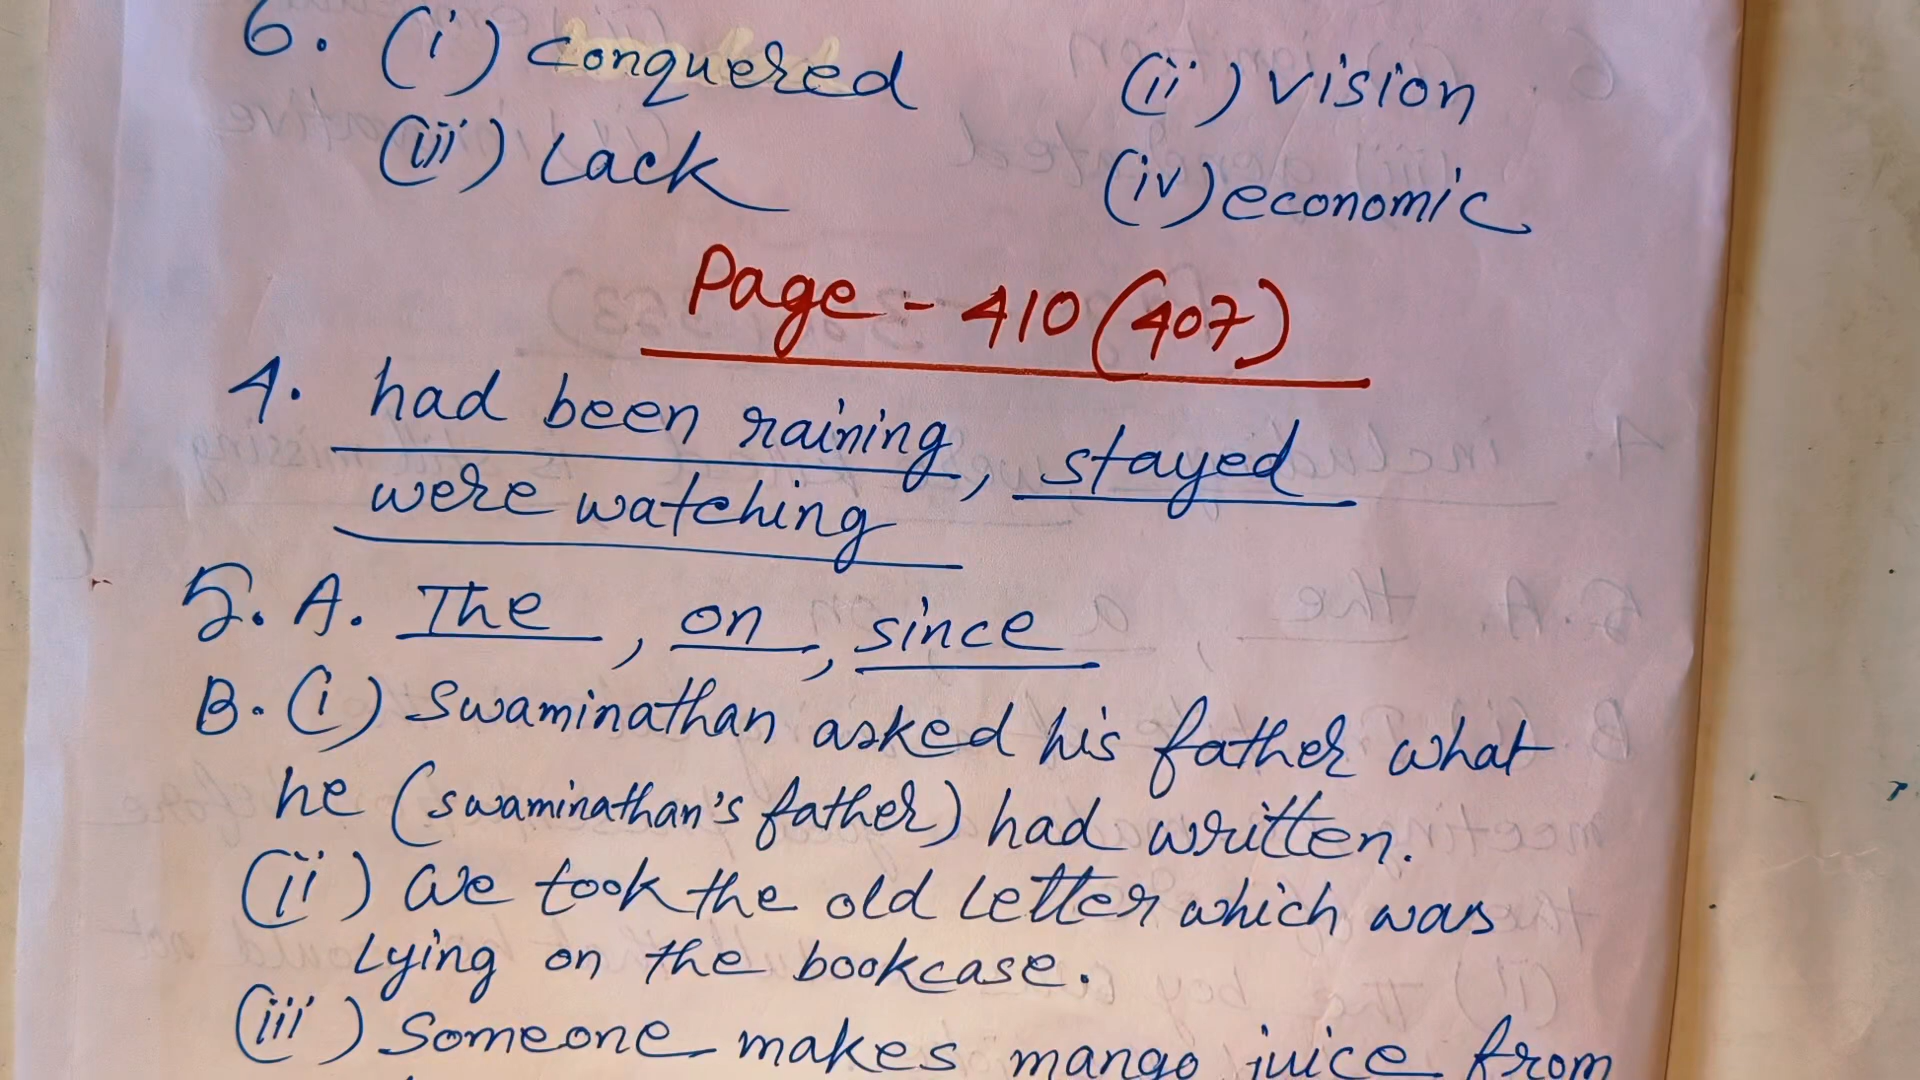 6. (i) conquered (ii) vision
(iii) Lack (iv) economic
Page - 410 (407)
4. had been raining, stayed
were watching
5. A. The, on, since
B. (i) Swaminathan asked his father what
he (swaminathan's father) had written.
(ii) We took the old letter which was
lying on the bookcase.
(iii) Someone makes mango juice from